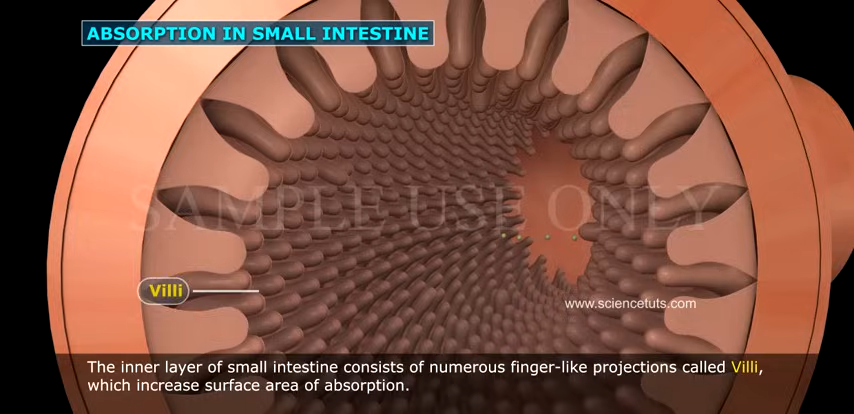 ABSORPTION IN SMALL INTESTINE
SAMPLE USE ONLY
Villi
www.sciencetuts.com
The inner layer of small intestine consists of numerous finger-like projections called Villi,
which increase surface area of absorption.